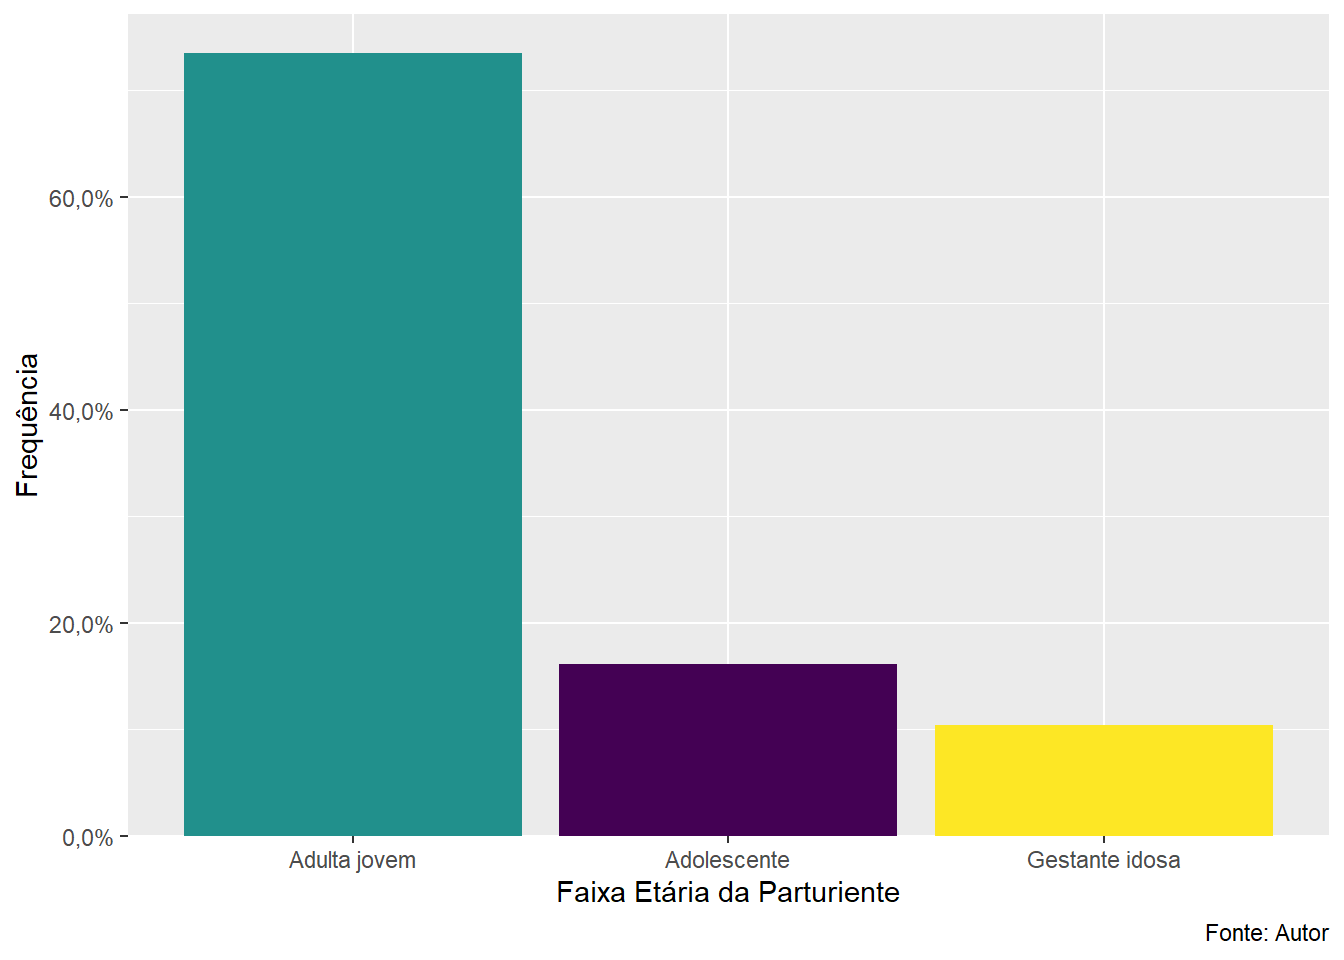 Frequência
60,0%
40,0%
20,0%
0,0%
Adulta jovem
Adolescente
Gestante idosa
Faixa Etária da Parturiente
Fonte: Autor